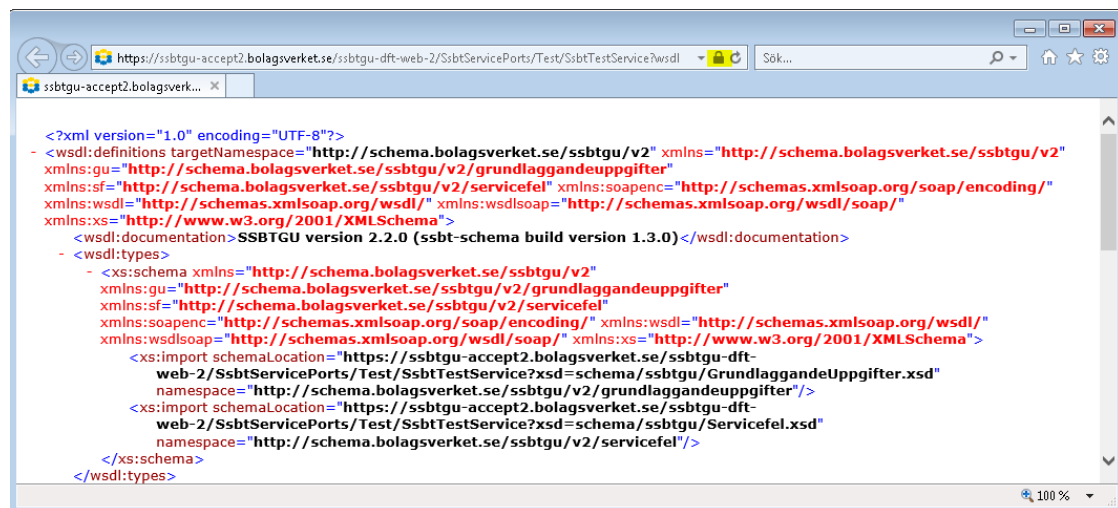 https://ssbtgu-accept2.bolagsverket.se/ssbtgu-dft-web-2/SsbtServicePorts/Test/SsbtTestService?wsdl
Sök...
ssbtgu-accept2.bolagsverk...
<?xml version="1.0" encoding="UTF-8"?>
- <wsdl:definitions targetNamespace="http://schema.bolagsverket.se/ssbtgu/v2" xmlns="http://schema.bolagsverket.se/ssbtgu/v2"
xmlns:gu="http://schema.bolagsverket.se/ssbtgu/v2/grundlaggandeuppgifter"
xmlns:sf="http://schema.bolagsverket.se/ssbtgu/v2/servicefel" xmlns:soapenc="http://schemas.xmlsoap.org/soap/encoding/"
xmlns:wsdl="http://schemas.xmlsoap.org/wsdl/" xmlns:wsdlsoap="http://schemas.xmlsoap.org/wsdl/soap/"
xmlns:xs="http://www.w3.org/2001/XMLSchema">
<wsdl:documentation>SSBTGU version 2.2.0 (ssbt-schema build version 1.3.0)</wsdl:documentation>
- <wsdl:types>
- <xs:schema xmlns="http://schema.bolagsverket.se/ssbtgu/v2"
xmlns:gu="http://schema.bolagsverket.se/ssbtgu/v2/grundlaggandeuppgifter"
xmlns:sf="http://schema.bolagsverket.se/ssbtgu/v2/servicefel"
xmlns:soapenc="http://schemas.xmlsoap.org/soap/encoding/" xmlns:wsdl="http://schemas.xmlsoap.org/wsdl/"
xmlns:wsdlsoap="http://schemas.xmlsoap.org/wsdl/soap/" xmlns:xs="http://www.w3.org/2001/XMLSchema">
<xs:import schemaLocation="https://ssbtgu-accept2.bolagsverket.se/ssbtgu-dft-
web-2/SsbtServicePorts/Test/SsbtTestService?xsd=schema/ssbtgu/GrundlaggandeUppgifter.xsd"
namespace="http://schema.bolagsverket.se/ssbtgu/v2/grundlaggandeuppgifter"/>
<xs:import schemaLocation="https://ssbtgu-accept2.bolagsverket.se/ssbtgu-dft-
web-2/SsbtServicePorts/Test/SsbtTestService?xsd=schema/ssbtgu/Servicefel.xsd"
namespace="http://schema.bolagsverket.se/ssbtgu/v2/servicefel"/>
</xs:schema>
</wsdl:types>
100 %